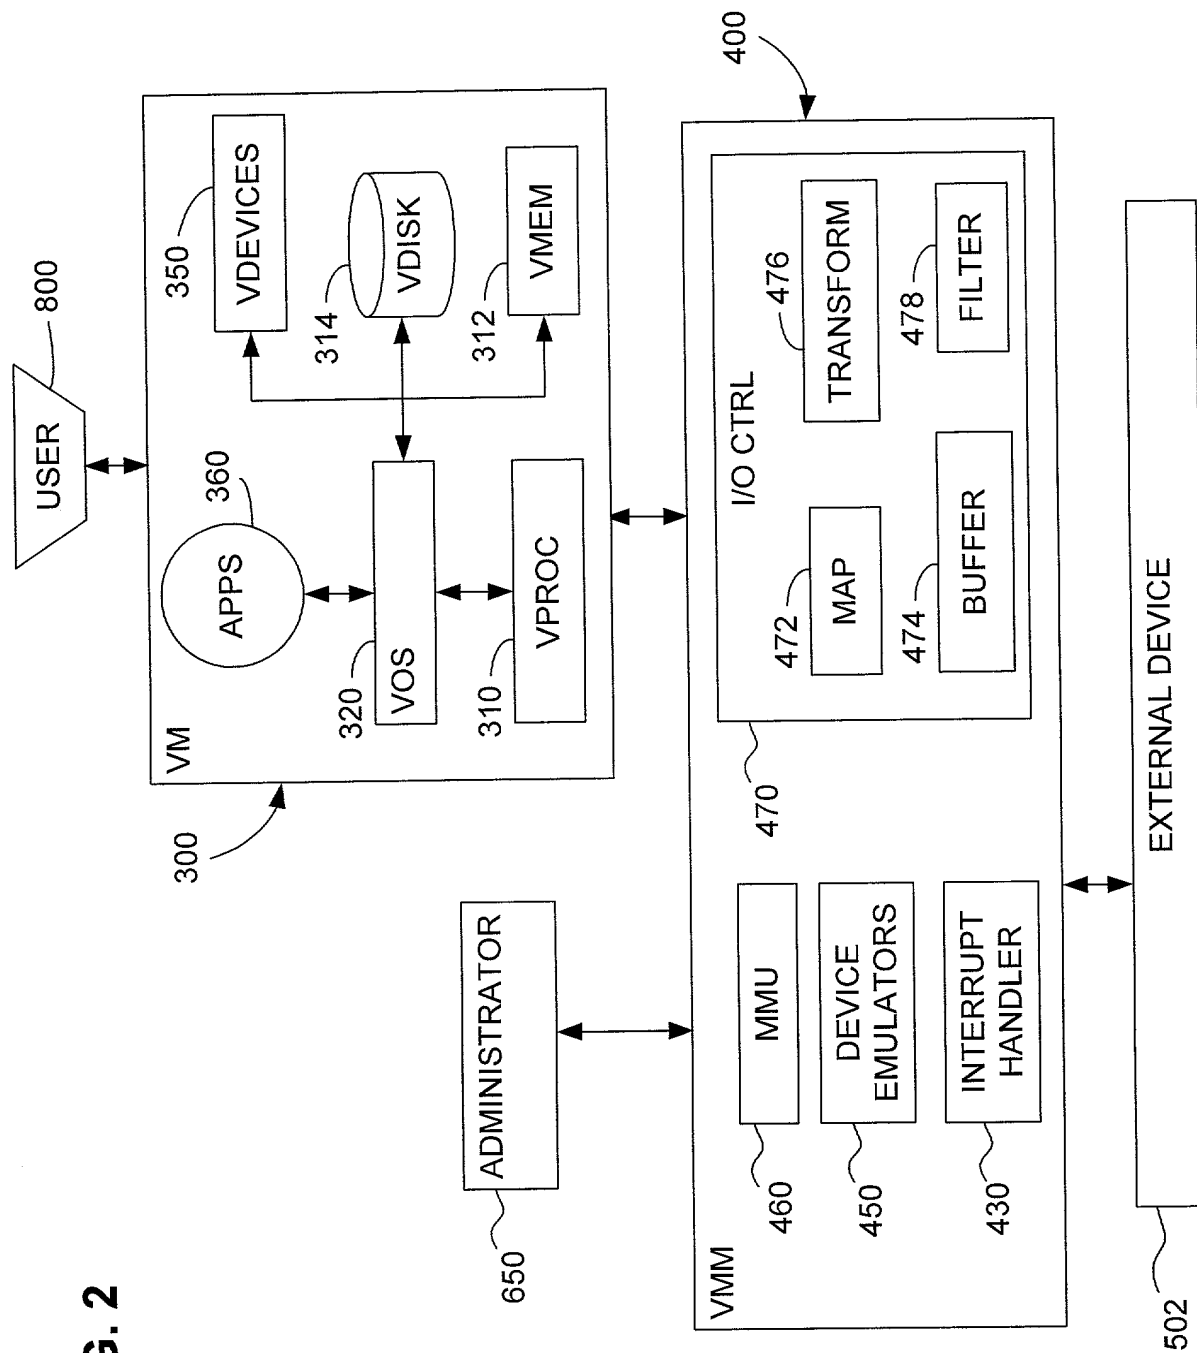 G. 2
USER
800
VM
APPS
360
350
VDEVICES
300
320
VOS
314
VDISK
310
VPROC
312
VMEM
ADMINISTRATOR
650
VMM
400
460
MMU
450
DEVICE
EMULATORS
430
INTERRUPT
HANDLER
470
I/O CTRL
472
MAP
476
TRANSFORM
474
BUFFER
478
FILTER
502
EXTERNAL DEVICE